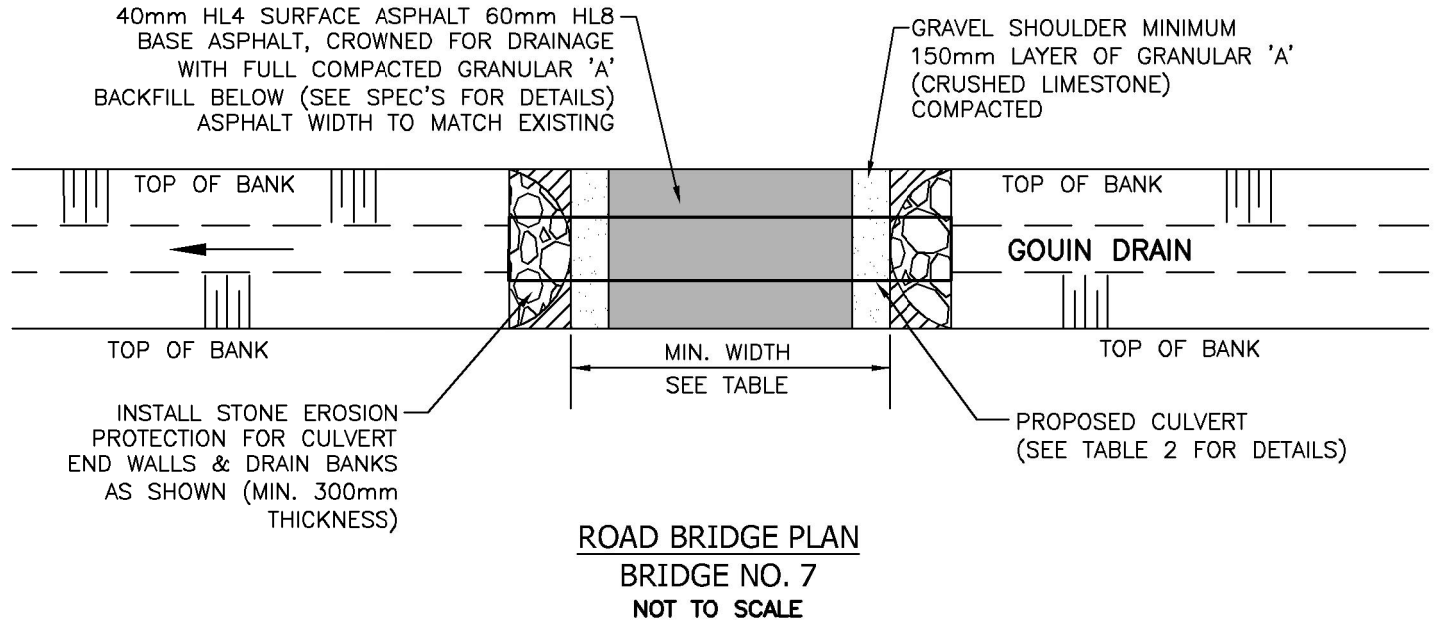 40mm HL4 SURFACE ASPHALT 60mm HL8
BASE ASPHALT, CROWNED FOR DRAINAGE
WITH FULL COMPACTED GRANULAR 'A'
BACKFILL BELOW (SEE SPEC'S FOR DETAILS)
ASPHALT WIDTH TO MATCH EXISTING
GRAVEL SHOULDER MINIMUM
150mm LAYER OF GRANULAR 'A'
(CRUSHED LIMESTONE)
COMPACTED
TOP OF BANK
TOP OF BANK
GOUIN DRAIN
TOP OF BANK
MIN. WIDTH
SEE TABLE
TOP OF BANK
INSTALL STONE EROSION
PROTECTION FOR CULVERT
END WALLS & DRAIN BANKS
AS SHOWN (MIN. 300mm
THICKNESS)
PROPOSED CULVERT
(SEE TABLE 2 FOR DETAILS)
ROAD BRIDGE PLAN
BRIDGE NO. 7
NOT TO SCALE